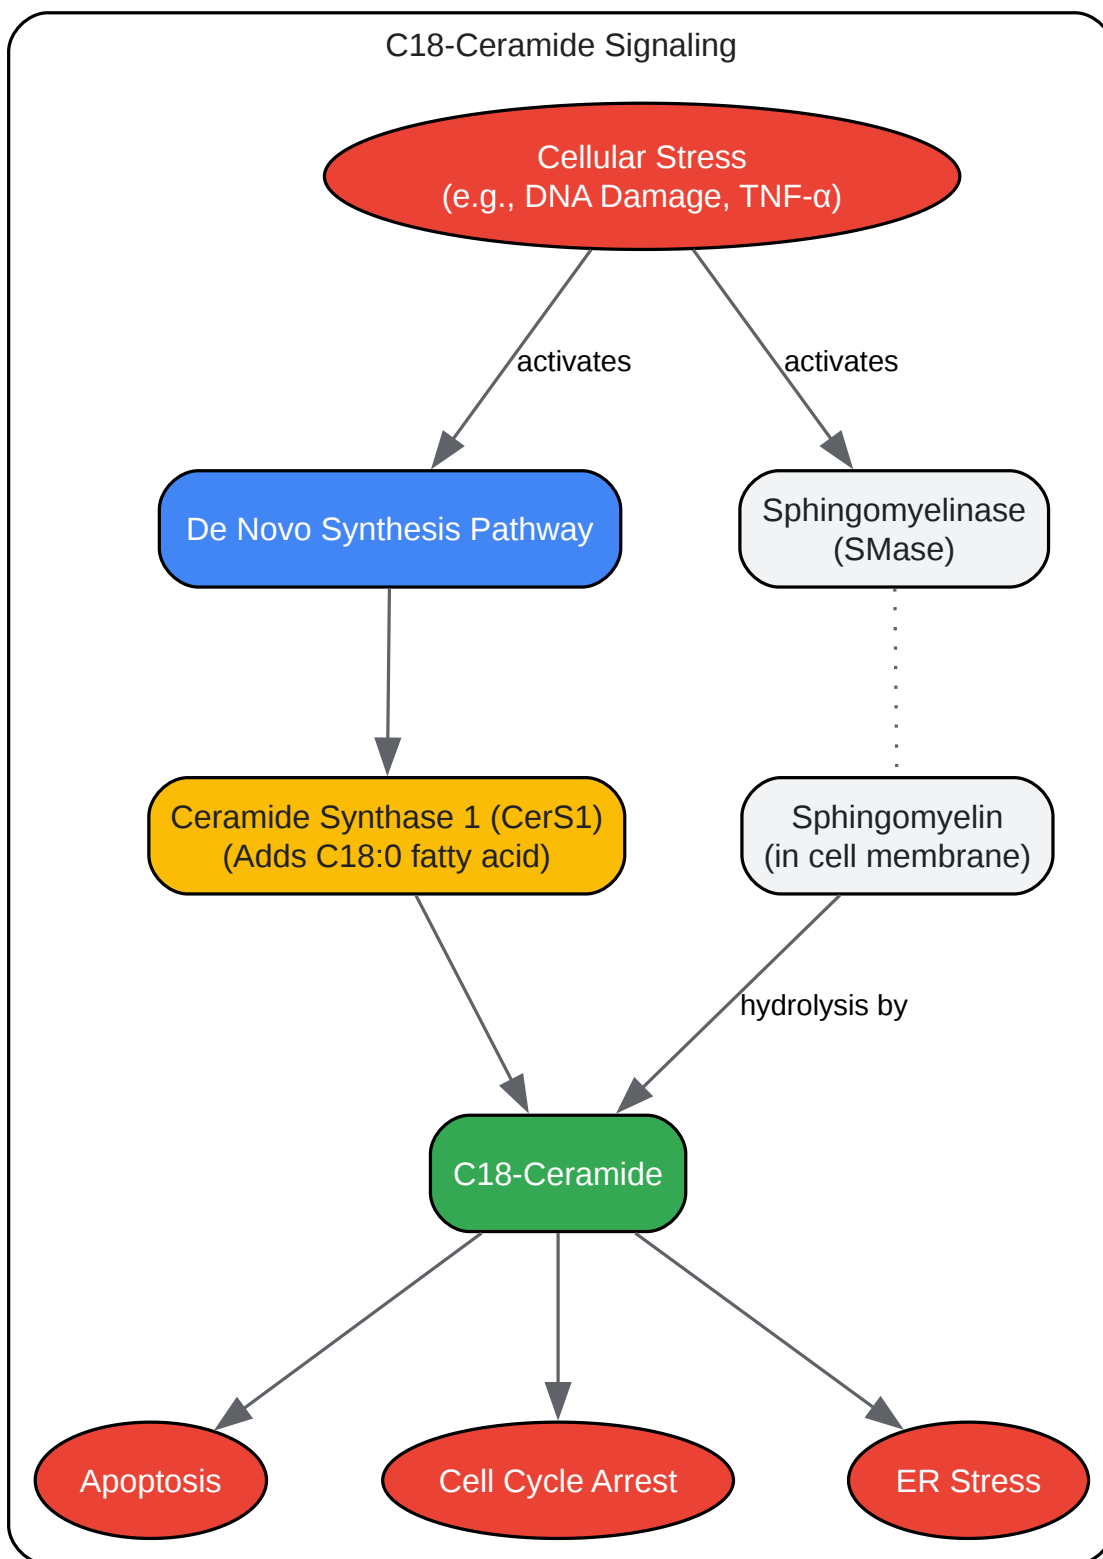 C18-Ceramide Signaling
Cellular Stress
(e.g., DNA Damage, TNF-α)
activates
activates
De Novo Synthesis Pathway
Sphingomyelinase
(SMase)
Ceramide Synthase 1 (CerS1)
(Adds C18:0 fatty acid)
Sphingomyelin
(in cell membrane)
hydrolysis by
C18-Ceramide
Apoptosis
Cell Cycle Arrest
ER Stress